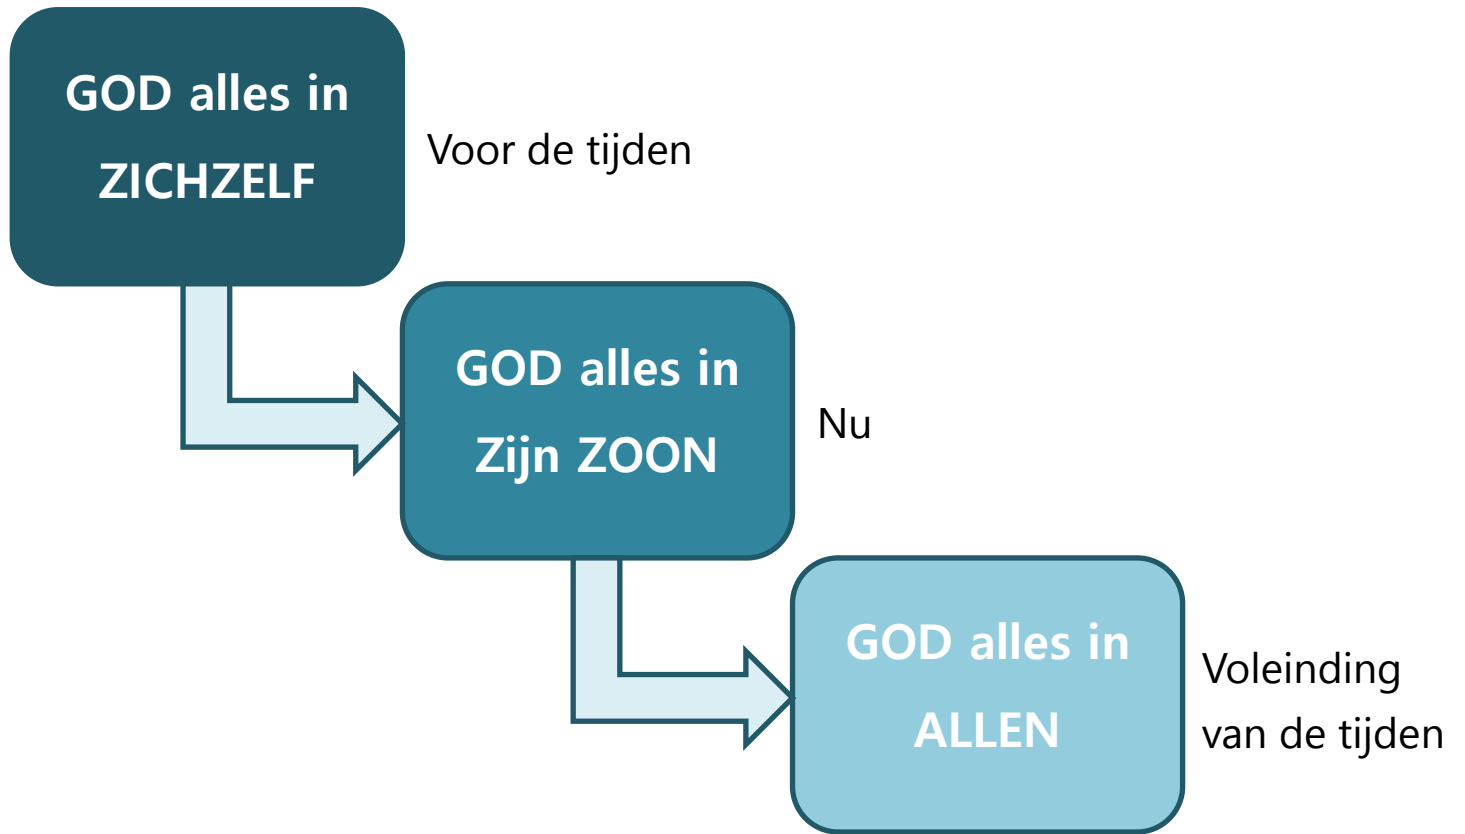 GOD alles in
ZICHZELF
Voor de tijden
GOD alles in
Zijn ZOON
Nu
GOD alles in
ALLEN
Voleinding
van de tijden